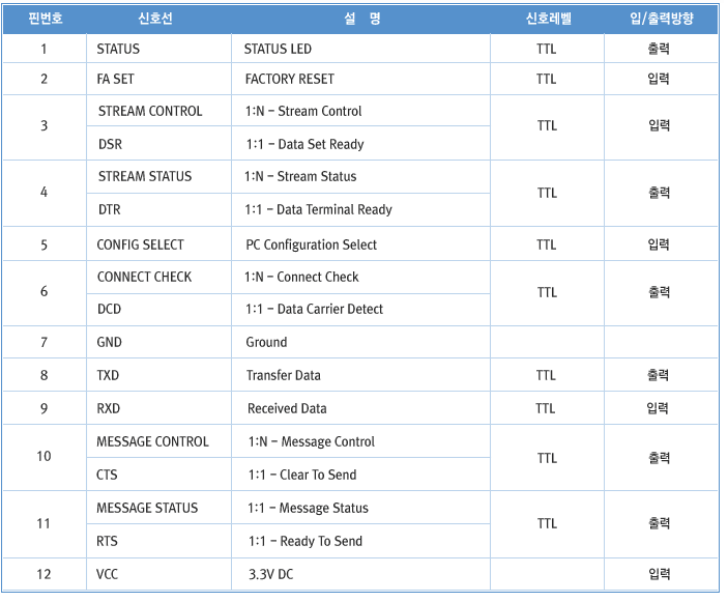 핀번호 신호선 설 명 신호레벨 입/출력방향
1 STATUS STATUS LED TTL 출력
2 FA SET FACTORY RESET TTL 입력
3 STREAM CONTROL 1:N - Stream Control TTL 입력
DSR 1:1 - Data Set Ready
4 STREAM STATUS 1:N - Stream Status TTL 출력
DTR 1:1 - Data Terminal Ready
5 CONFIG SELECT PC Configuration Select TTL 입력
6 CONNECT CHECK 1:N - Connect Check TTL 출력
DCD 1:1 - Data Carrier Detect
7 GND Ground
8 TXD Transfer Data TTL 출력
9 RXD Received Data TTL 입력
10 MESSAGE CONTROL 1:N - Message Control TTL 출력
CTS 1:1 - Clear To Send
11 MESSAGE STATUS 1:1 - Message Status TTL 출력
RTS 1:1 - Ready To Send
12 VCC 3.3V DC 입력